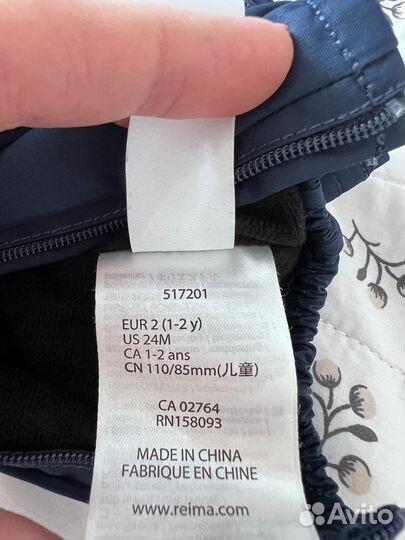 517201
EUR 2 (1-2 y)
US 24M
CA 1-2 ans
CN 110/85mm(儿童)
CA 02764
RN158093
MADE IN CHINA
FABRIQUE EN CHINE
www.reima.com
Avito